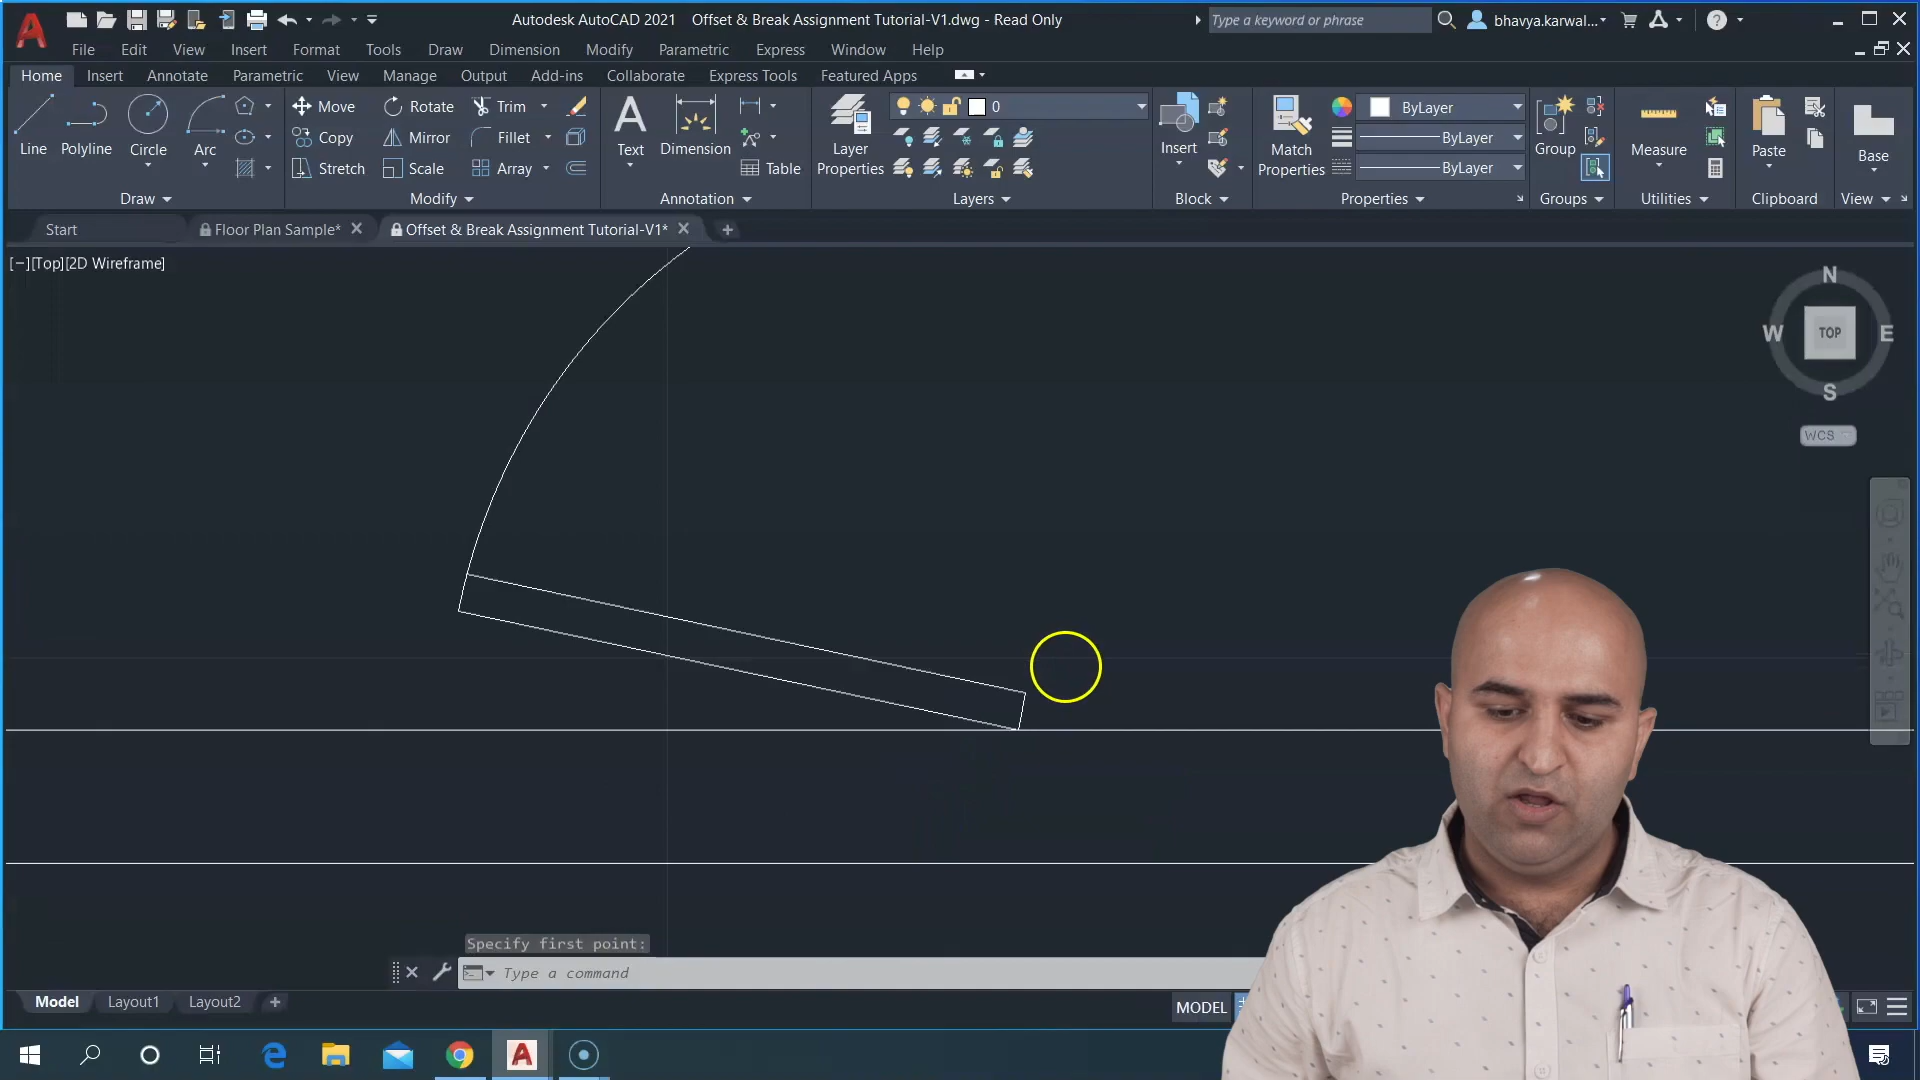 Autodesk AutoCAD 2021 Offset & Break Assignment Tutorial-V1.dwg - Read Only
Type a keyword or phrase
bhavya.karwal...
File Edit View Insert Format Tools Draw Dimension Modify Parametric Express Window Help
Home Insert Annotate Parametric View Manage Output Add-ins Collaborate Express Tools Featured Apps
Line Polyline Circle Arc
Move Rotate Trim
Copy Mirror Fillet
Stretch Scale Array
Text Dimension Table
Layer Properties
0
Insert
Match Properties
ByLayer
ByLayer
ByLayer
Group
Measure
Paste
Base
Draw Modify Annotation Layers Block Properties Groups Utilities Clipboard View
Start Floor Plan Sample* Offset & Break Assignment Tutorial-V1*
[−][Top][2D Wireframe]
N
W TOP E
S
WCS
Specify first point:
Type a command
Model Layout1 Layout2 +
MODEL